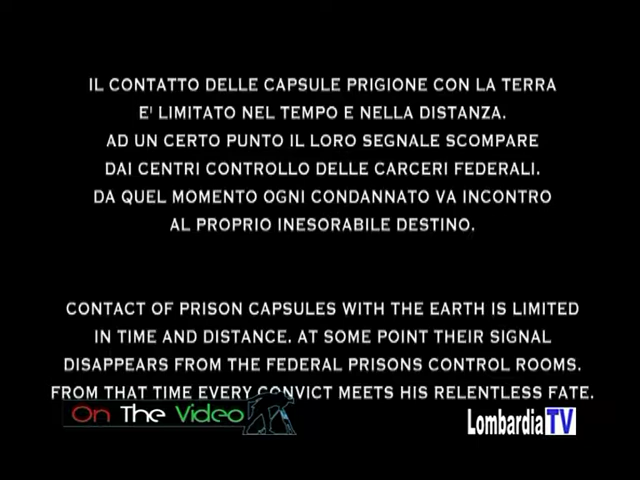 IL CONTATTO DELLE CAPSULE PRIGIONE CON LA TERRA
E' LIMITATO NEL TEMPO E NELLA DISTANZA.
AD UN CERTO PUNTO IL LORO SEGNALE SCOMPARE
DAI CENTRI CONTROLLO DELLE CARCERI FEDERALI.
DA QUEL MOMENTO OGNI CONDANNATO VA INCONTRO
AL PROPRIO INESORABILE DESTINO.
CONTACT OF PRISON CAPSULES WITH THE EARTH IS LIMITED
IN TIME AND DISTANCE. AT SOME POINT THEIR SIGNAL
DISAPPEARS FROM THE FEDERAL PRISONS CONTROL ROOMS.
FROM THAT TIME EVERY CONVICT MEETS HIS RELENTLESS FATE.
On The Video
LombardiaTV